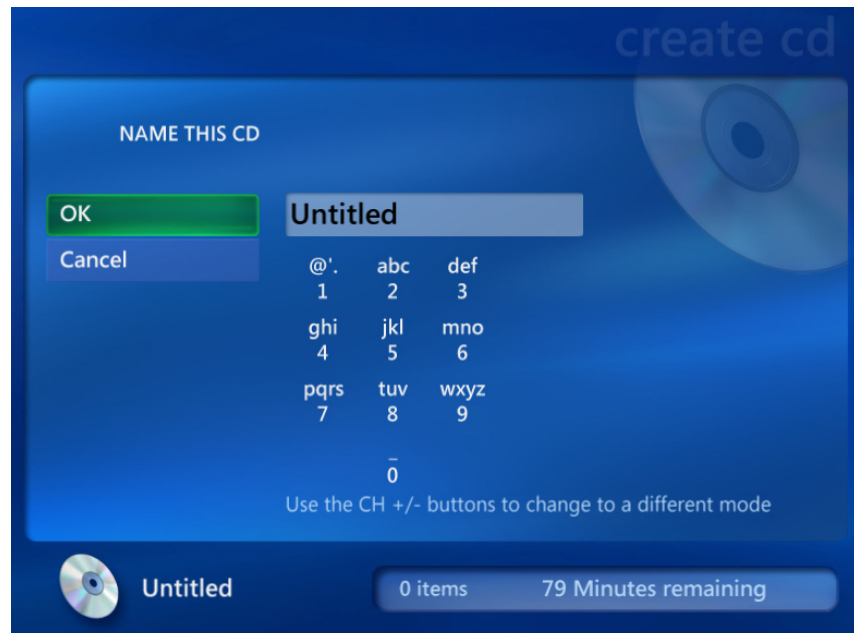 create cd
NAME THIS CD
OK
Untitled
Cancel
@'. abc def
1 2 3
ghi jkl mno
4 5 6
pqrs tuv wxyz
7 8 9
_
0
Use the CH +/- buttons to change to a different mode
Untitled 0 items 79 Minutes remaining